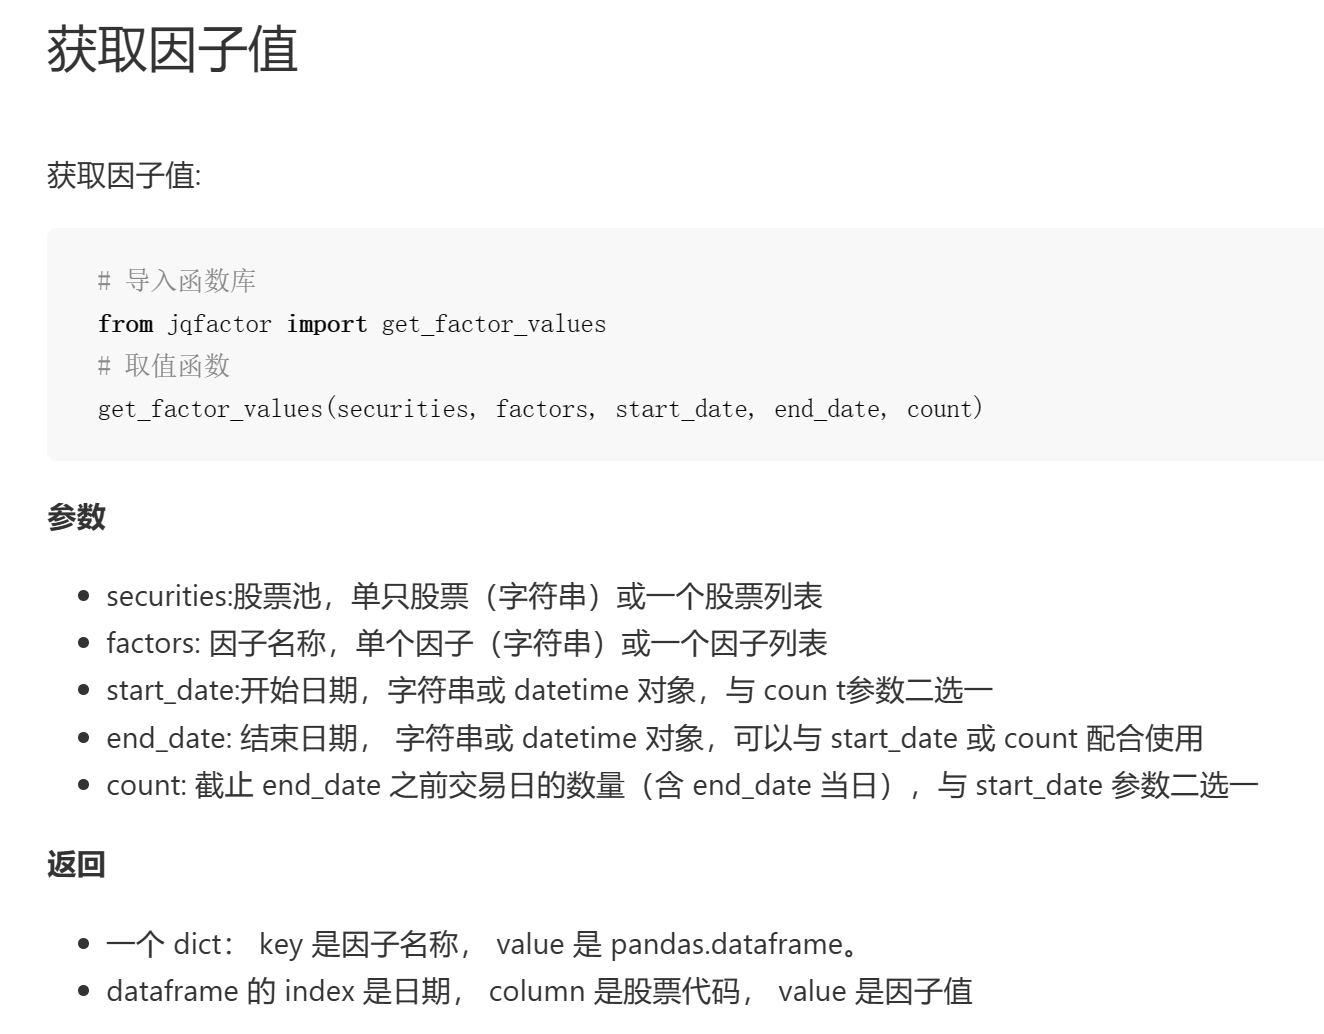 获取因子值
获取因子值:
# 导入函数库
from jqfactor import get_factor_values
# 取值函数
get_factor_values(securities, factors, start_date, end_date, count)
参数
securities:股票池，单只股票（字符串）或一个股票列表
factors: 因子名称，单个因子（字符串）或一个因子列表
start_date:开始日期，字符串或 datetime 对象，与 coun t参数二选一
end_date: 结束日期， 字符串或 datetime 对象，可以与 start_date 或 count 配合使用
count: 截止 end_date 之前交易日的数量（含 end_date 当日），与 start_date 参数二选一
返回
一个 dict： key 是因子名称， value 是 pandas.dataframe。
dataframe 的 index 是日期， column 是股票代码， value 是因子值